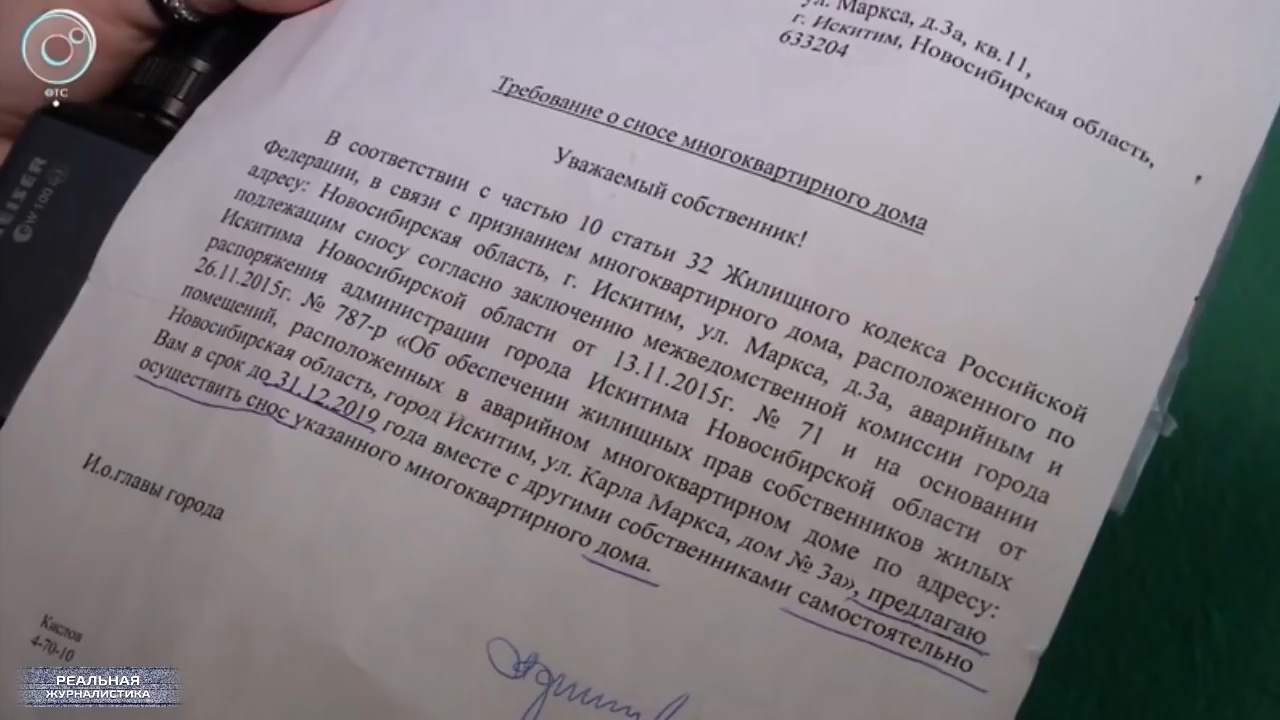 ул. Маркса, д.3а, кв.11,
г. Искитим, Новосибирская область,
633204
Требование о сносе многоквартирного дома
Уважаемый собственник!
В соответствии с частью 10 статьи 32 Жилищного кодекса Российской
Федерации, в связи с признанием многоквартирного дома, расположенного по
адресу: Новосибирская область, г. Искитим, ул. Маркса, д.3а, аварийным и
подлежащим сносу согласно заключению межведомственной комиссии города
Искитима Новосибирской области от 13.11.2015г. № 71 и на основании
распоряжения администрации города Искитима Новосибирской области от
26.11.2015г. № 787-р «Об обеспечении жилищных прав собственников жилых
помещений, расположенных в аварийном многоквартирном доме по адресу:
Новосибирская область, город Искитим, ул. Карла Маркса, дом № 3а», предлагаю
Вам в срок до 31.12.2019 года вместе с другими собственниками самостоятельно
осуществить снос указанного многоквартирного дома.
И.о.главы города
Кислов
4-70-10
ОТС
EISER
CW 100
РЕАЛЬНАЯ
ЖУРНАЛИСТИКА